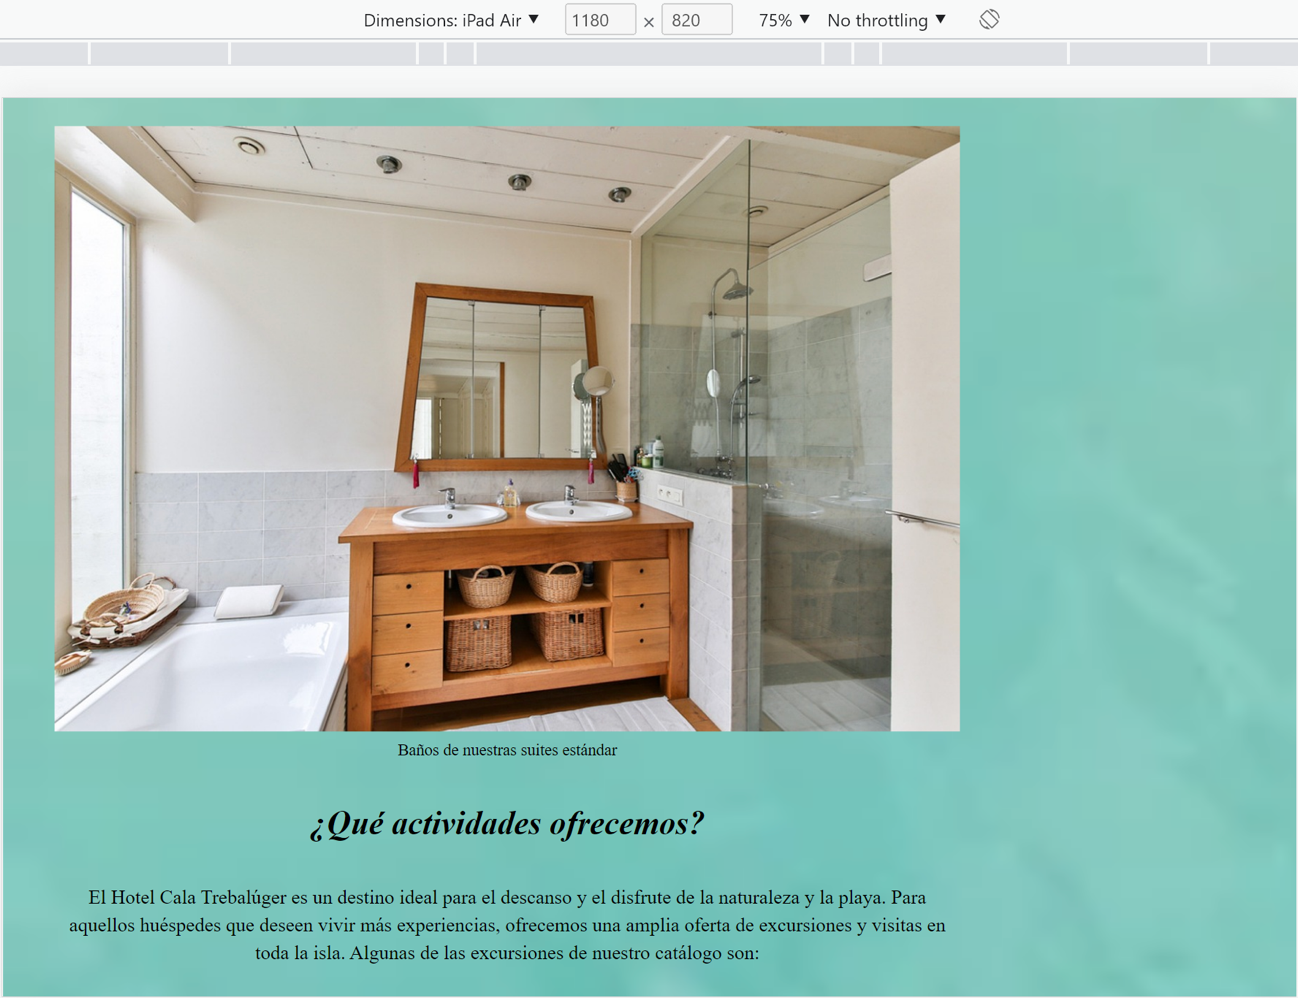 Dimensions: iPad Air ▼ 1180 × 820 75% ▼ No throttling ▼
Baños de nuestras suites estándar
¿Qué actividades ofrecemos?
El Hotel Cala Trebalúger es un destino ideal para el descanso y el disfrute de la naturaleza y la playa. Para
aquellos huéspedes que deseen vivir más experiencias, ofrecemos una amplia oferta de excursiones y visitas en
toda la isla. Algunas de las excursiones de nuestro catálogo son: